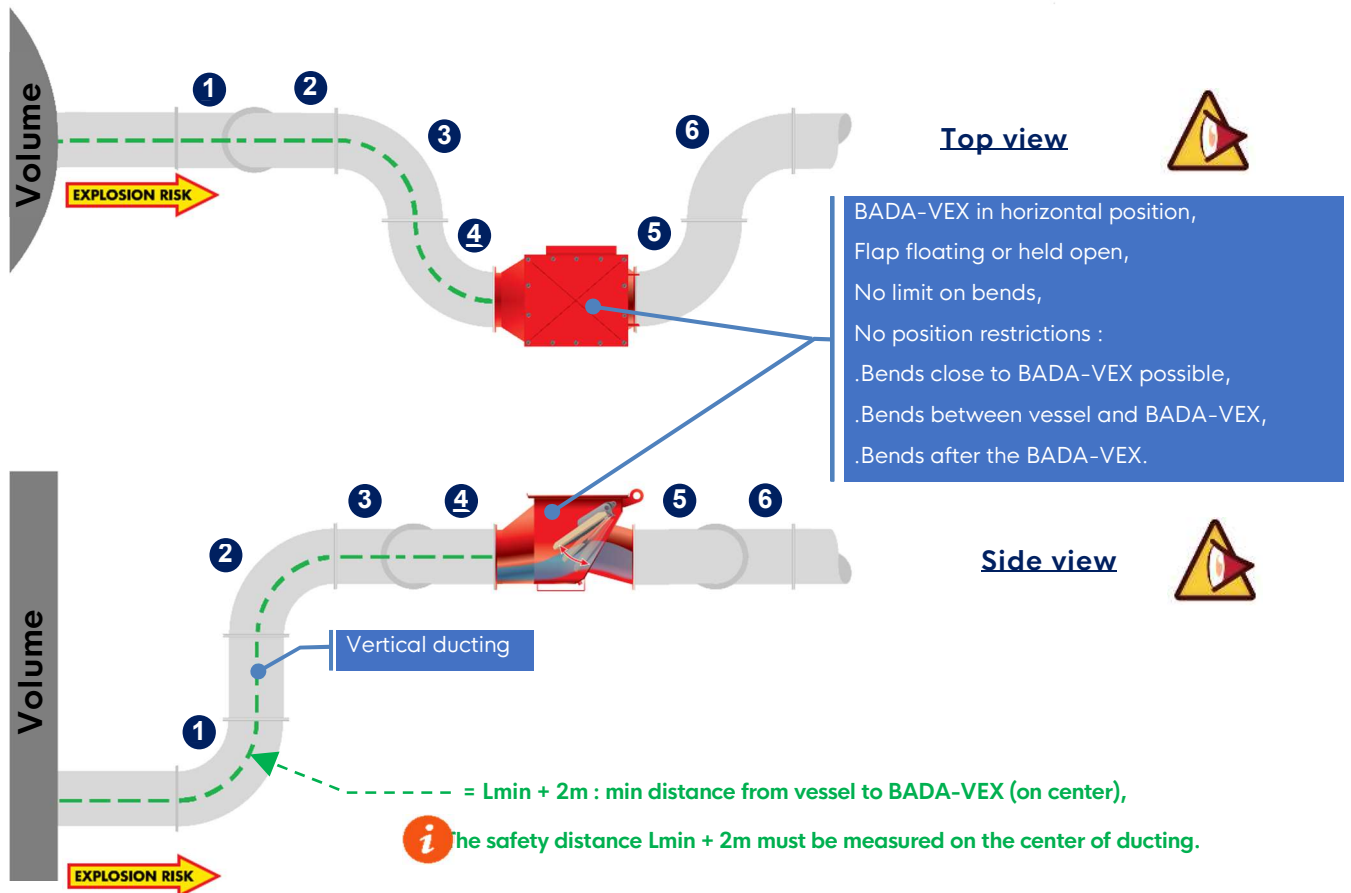 Volume
1
2
3
4
5
6
EXPLOSION RISK
Top view
BADA-VEX in horizontal position,
Flap floating or held open,
No limit on bends,
No position restrictions :
.Bends close to BADA-VEX possible,
.Bends between vessel and BADA-VEX,
.Bends after the BADA-VEX.
Volume
1
2
3
4
5
6
Side view
Vertical ducting
= Lmin + 2m : min distance from vessel to BADA-VEX (on center),
i
he safety distance Lmin + 2m must be measured on the center of ducting.
EXPLOSION RISK